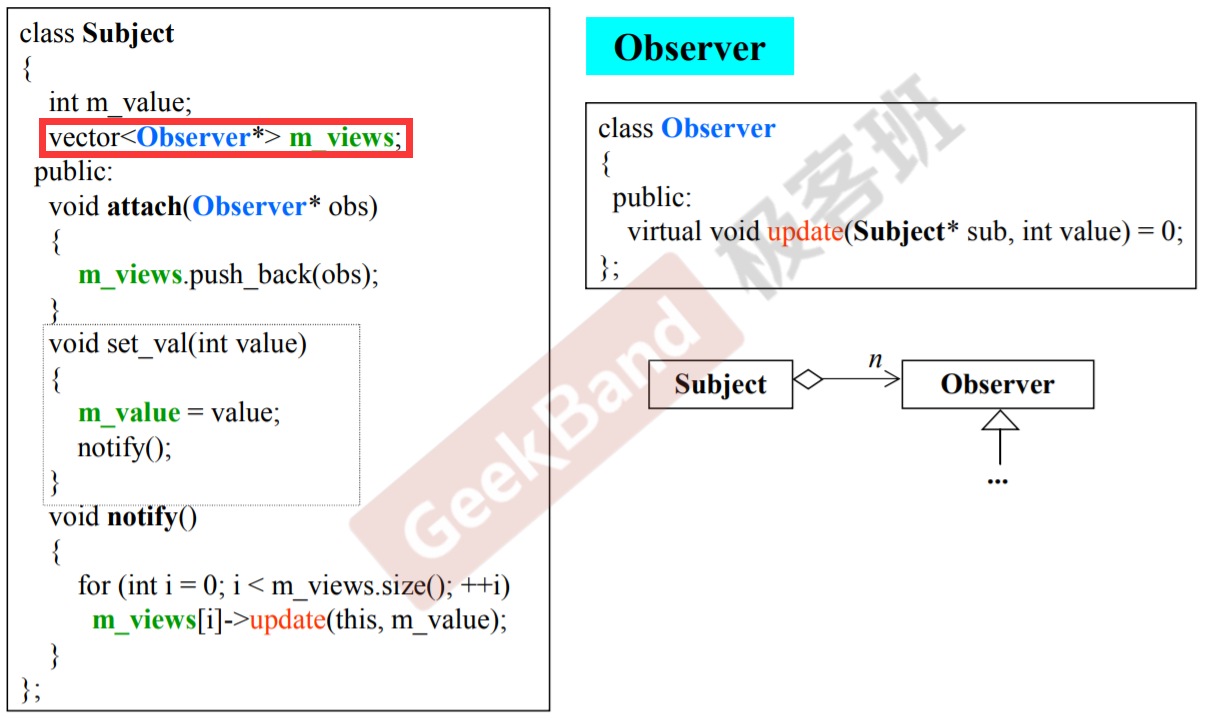 class Subject
{
int m_value;
vector<Observer*> m_views;
public:
void attach(Observer* obs)
{
m_views.push_back(obs);
}
void set_val(int value)
{
m_value = value;
notify();
}
void notify()
{
for (int i = 0; i < m_views.size(); ++i)
m_views[i]->update(this, m_value);
}
};
Observer
class Observer
{
public:
virtual void update(Subject* sub, int value) = 0;
};
Subject
n
Observer
...
GeekBand 极客班